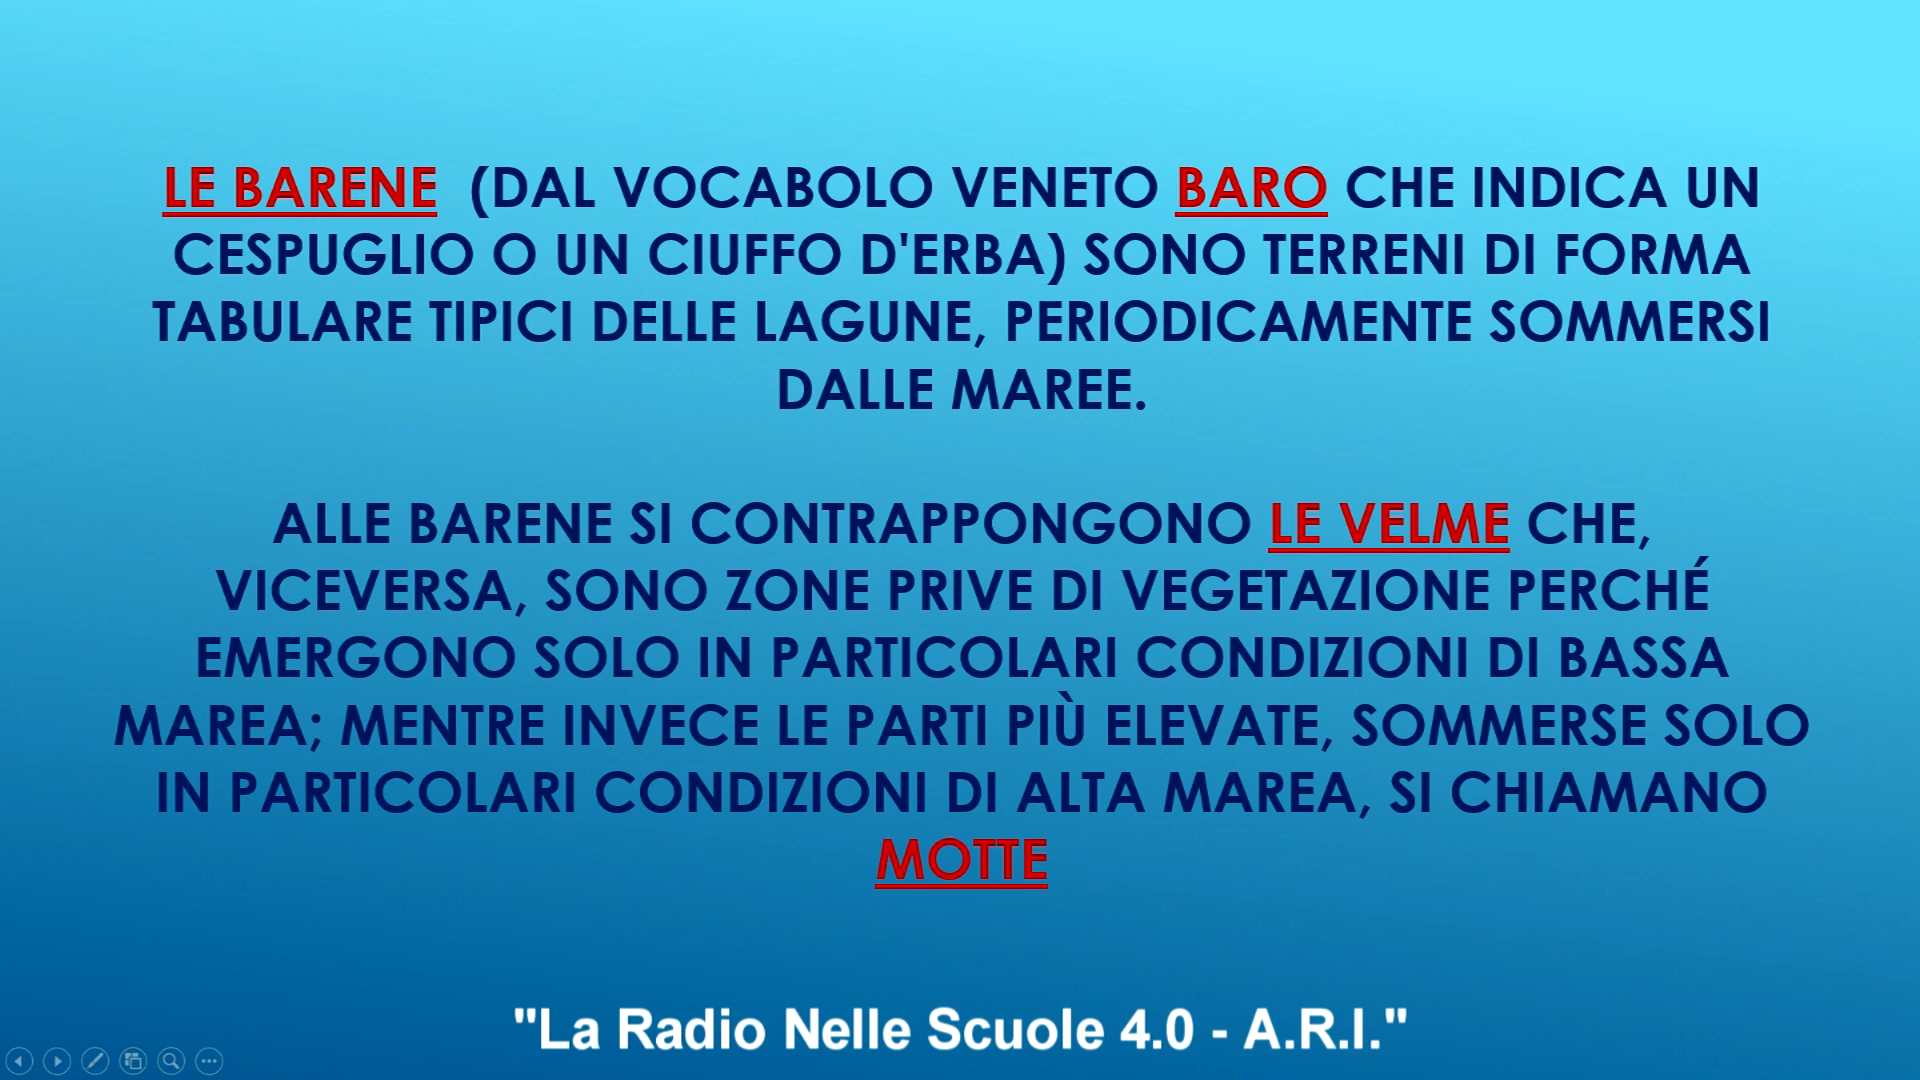 LE BARENE (DAL VOCABOLO VENETO BARO CHE INDICA UN
CESPUGLIO O UN CIUFFO D'ERBA) SONO TERRENI DI FORMA
TABULARE TIPICI DELLE LAGUNE, PERIODICAMENTE SOMMERSI
DALLE MAREE.
ALLE BARENE SI CONTRAPPONGONO LE VELME CHE,
VICEVERSA, SONO ZONE PRIVE DI VEGETAZIONE PERCHÉ
EMERGONO SOLO IN PARTICOLARI CONDIZIONI DI BASSA
MAREA; MENTRE INVECE LE PARTI PIÙ ELEVATE, SOMMERSE SOLO
IN PARTICOLARI CONDIZIONI DI ALTA MAREA, SI CHIAMANO
MOTTE
"La Radio Nelle Scuole 4.0 - A.R.I."